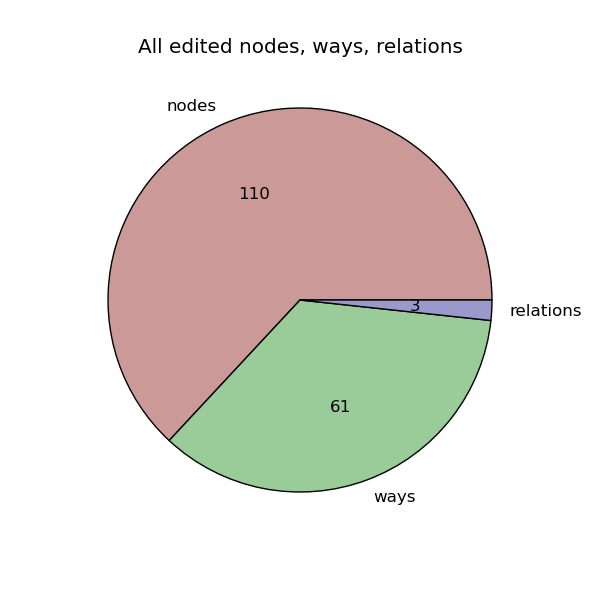 All edited nodes, ways, relations
nodes
110
3
relations
61
ways